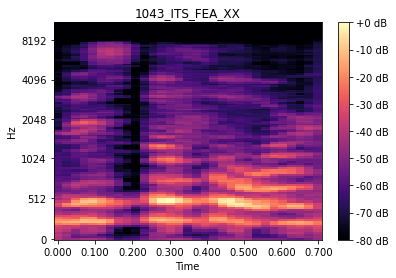 1043_ITS_FEA_XX
8192
4096
2048
1024
512
0
Hz
0.000 0.100 0.200 0.300 0.400 0.500 0.600 0.700
Time
+0 dB
-10 dB
-20 dB
-30 dB
-40 dB
-50 dB
-60 dB
-70 dB
-80 dB